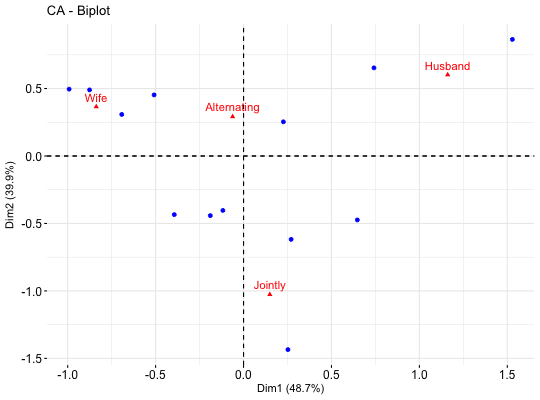 CA - Biplot
Husband
Wife
Alternating
Jointly
0.5
0.0
-0.5
-1.0
-1.5
Dim2 (39.9%)
-1.0
-0.5
0.0
0.5
1.0
1.5
Dim1 (48.7%)